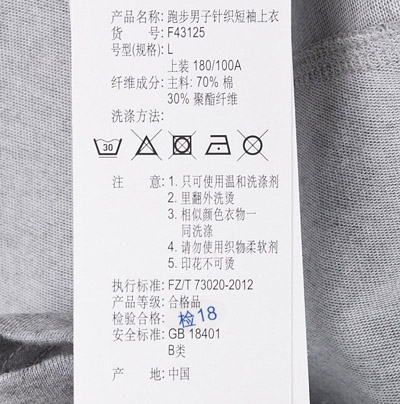 产品名称: 跑步男子针织短袖上衣
货 号: F43125
号型(规格): L
上装 180/100A
纤维成分: 主料: 70% 棉
30% 聚酯纤维
洗涤方法:
30
注 意: 1. 只可使用温和洗涤剂
2. 里翻外洗烫
3. 相似颜色衣物一
同洗涤
4. 请勿使用织物柔软剂
5. 印花不可烫
执行标准: FZ/T 73020-2012
产品等级: 合格品
检验合格: 检18
安全标准: GB 18401
B类
产 地: 中国